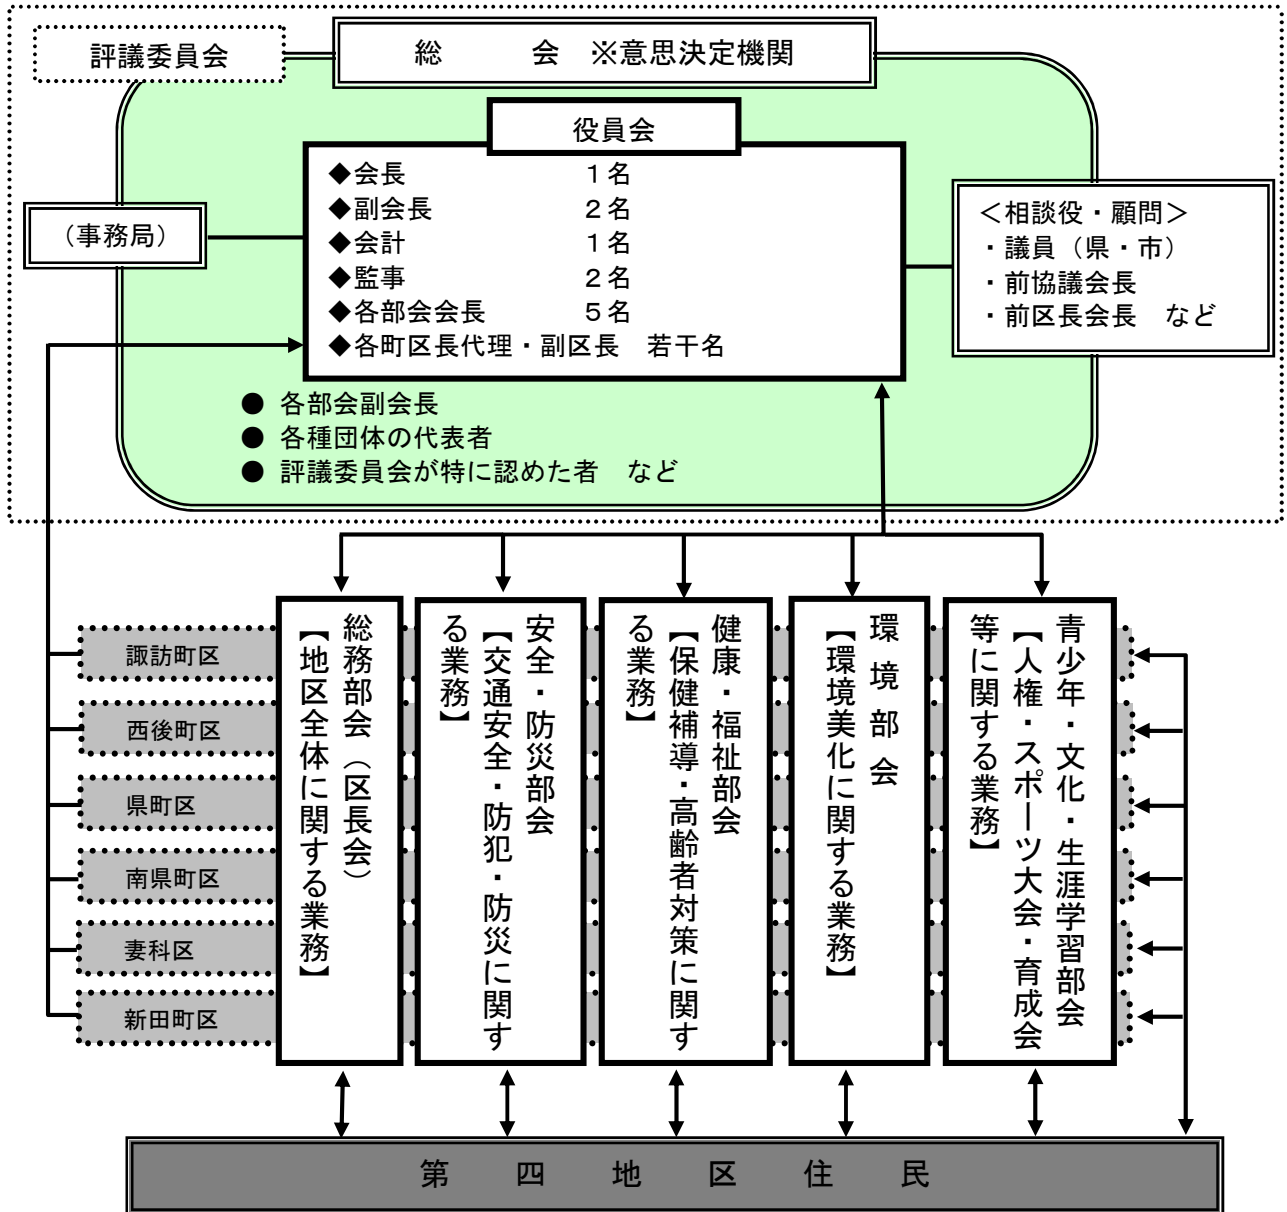 評議委員会
総　　　会　※意思決定機関
役員会
◆会長　１名
◆副会長　２名
◆会計　１名
◆監事　２名
◆各部会会長　５名
◆各町区長代理・副区長　若干名
（事務局）
＜相談役・顧問＞
・議員（県・市）
・前協議会長
・前区長会長　など
● 各部会副会長
● 各種団体の代表者
● 評議委員会が特に認めた者　など
諏訪町区
西後町区
県町区
南県町区
妻科区
新田町区
総務部会（区長会）
【地区全体に関する業務】
安全・防災部会
【交通安全・防犯・防災に関す
る業務】
健康・福祉部会
【保健補導・高齢者対策に関す
る業務】
環境部会
【環境美化に関する業務】
青少年・文化・生涯学習部会
【人権・スポーツ大会・育成会
等に関する業務】
第　四　地　区　住　民